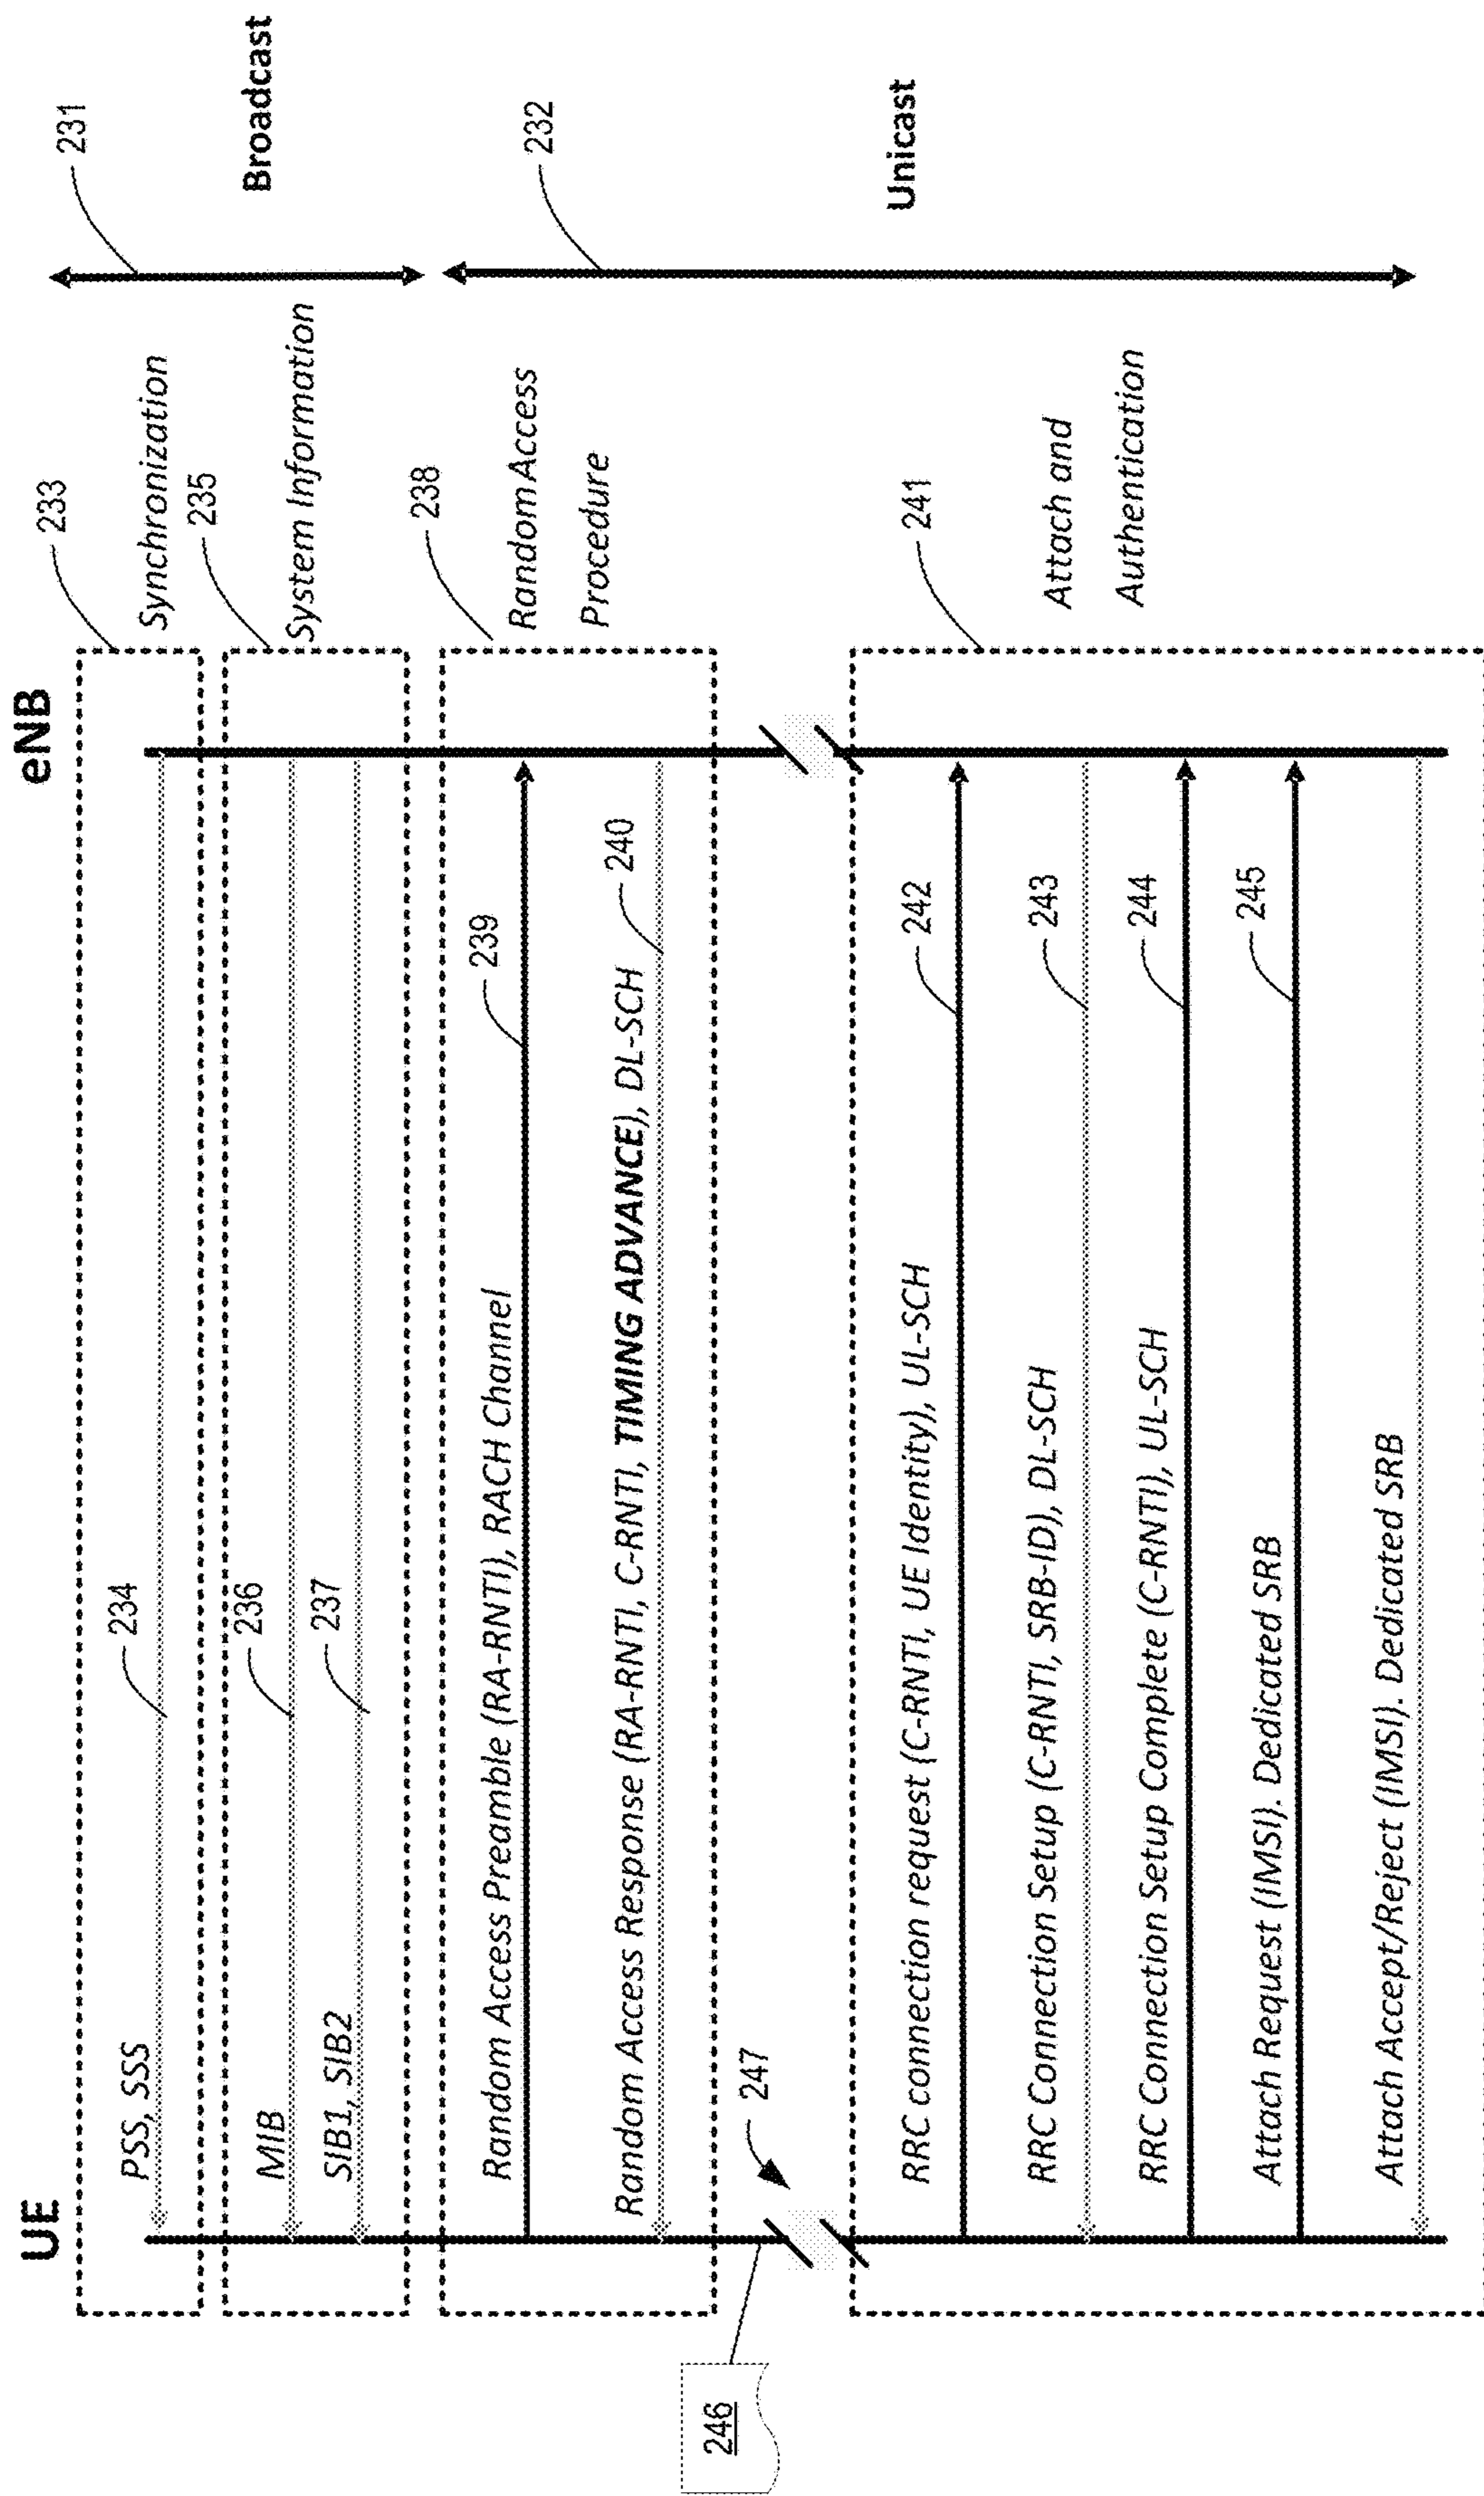 UE
eNB
233
Synchronization
231
Broadcast
PSS, SSS
234
235
System Information
MIB
236
SIB1, SIB2
237
238
Random Access
Procedure
232
Unicast
Random Access Preamble (RA-RNTI), RACH Channel
239
Random Access Response (RA-RNTI, C-RNTI, TIMING ADVANCE), DL-SCH
240
246
247
241
Attach and
Authentication
RRC connection request (C-RNTI, UE Identity), UL-SCH
242
RRC Connection Setup (C-RNTI, SRB-ID), DL-SCH
243
RRC Connection Setup Complete (C-RNTI), UL-SCH
244
Attach Request (IMSI). Dedicated SRB
245
Attach Accept/Reject (IMSI). Dedicated SRB